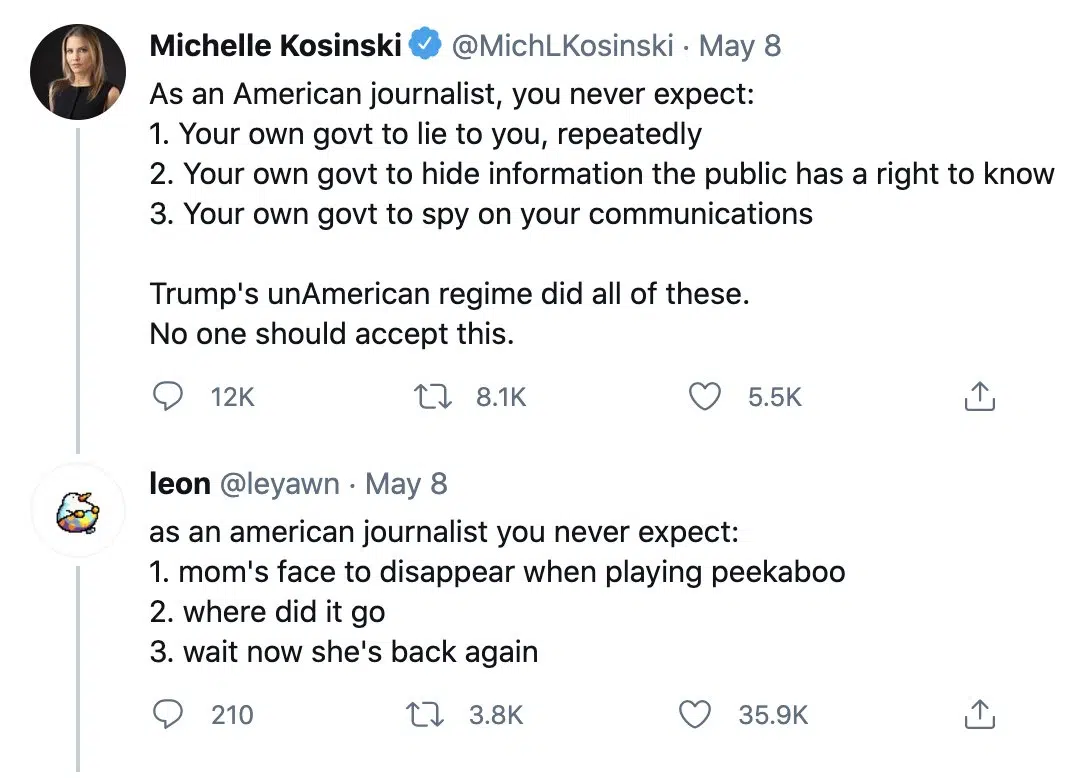 Michelle Kosinski @MichLKosinski · May 8
As an American journalist, you never expect:
1. Your own govt to lie to you, repeatedly
2. Your own govt to hide information the public has a right to know
3. Your own govt to spy on your communications
Trump's unAmerican regime did all of these.
No one should accept this.
12K 8.1K 5.5K
leon @leyawn · May 8
as an american journalist you never expect:
1. mom's face to disappear when playing peekaboo
2. where did it go
3. wait now she's back again
210 3.8K 35.9K